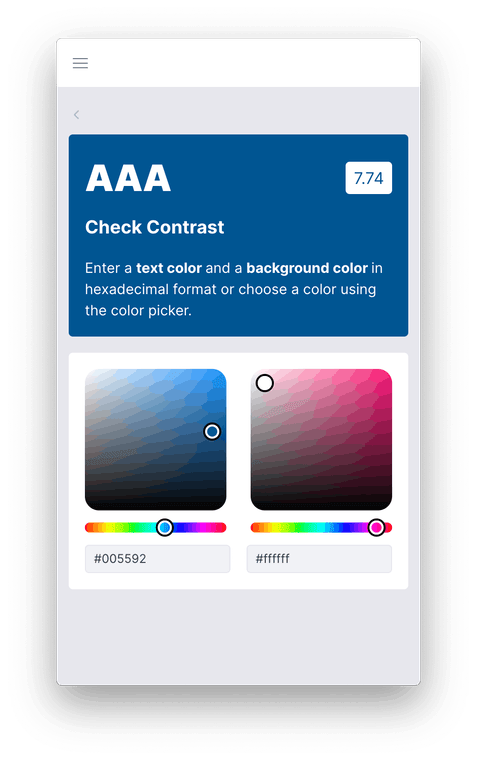 AAA
7.74
Check Contrast
Enter a text color and a background color in
hexadecimal format or choose a color using
the color picker.
#005592
#ffffff